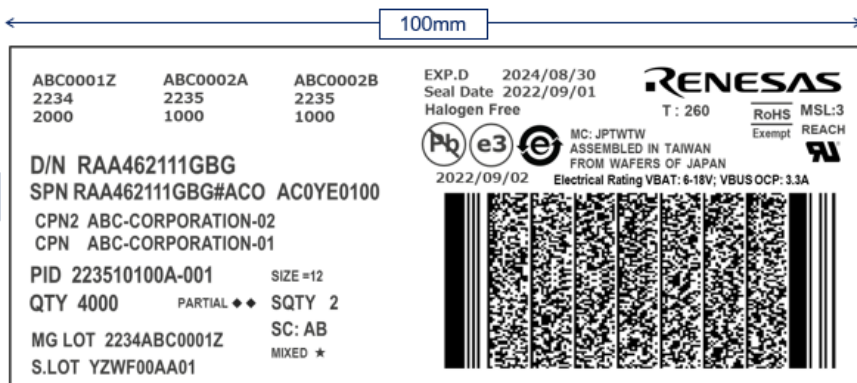 100mm
ABC0001Z ABC0002A ABC0002B
2234 2235 2235
2000 1000 1000
D/N RAA462111GBG
SPN RAA462111GBG#ACO AC0YE0100
CPN2 ABC-CORPORATION-02
CPN ABC-CORPORATION-01
PID 223510100A-001 SIZE =12
QTY 4000 PARTIAL ◆ ◆ SQTY 2
SC: AB
MG LOT 2234ABC0001Z
MIXED ★
S.LOT YZWF00AA01
EXP.D 2024/08/30
Seal Date 2022/09/01
Halogen Free
RENESAS
T : 260
RoHS MSL:3
Exempt REACH
Pb e3 e
MC: JPTWTW
ASSEMBLED IN TAIWAN
FROM WAFERS OF JAPAN
2022/09/02 Electrical Rating VBAT: 6-18V; VBUS OCP: 3.3A